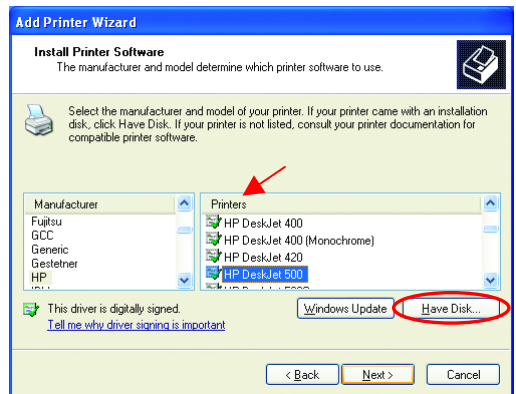 Add Printer Wizard
Install Printer Software
The manufacturer and model determine which printer software to use.
Select the manufacturer and model of your printer. If your printer came with an installation
disk, click Have Disk. If your printer is not listed, consult your printer documentation for
compatible printer software.
Manufacturer
Fujitsu
GCC
Generic
Gestetner
HP
Printers
HP DeskJet 400
HP DeskJet 400 (Monochrome)
HP DeskJet 420
HP DeskJet 500
This driver is digitally signed.
Tell me why driver signing is important
Windows Update
Have Disk...
< Back
Next >
Cancel